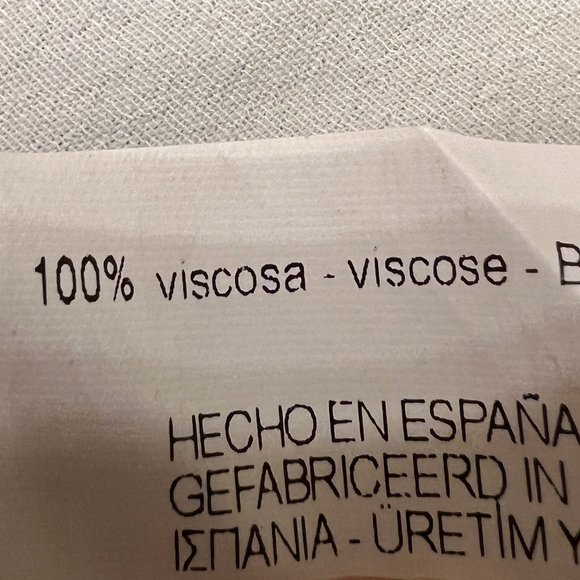 100% viscosa - viscose - B
HECHO EN ESPAÑA
GEFABRICEERD IN
ΙΣΠΑΝΙΑ - ÜRETİM Y